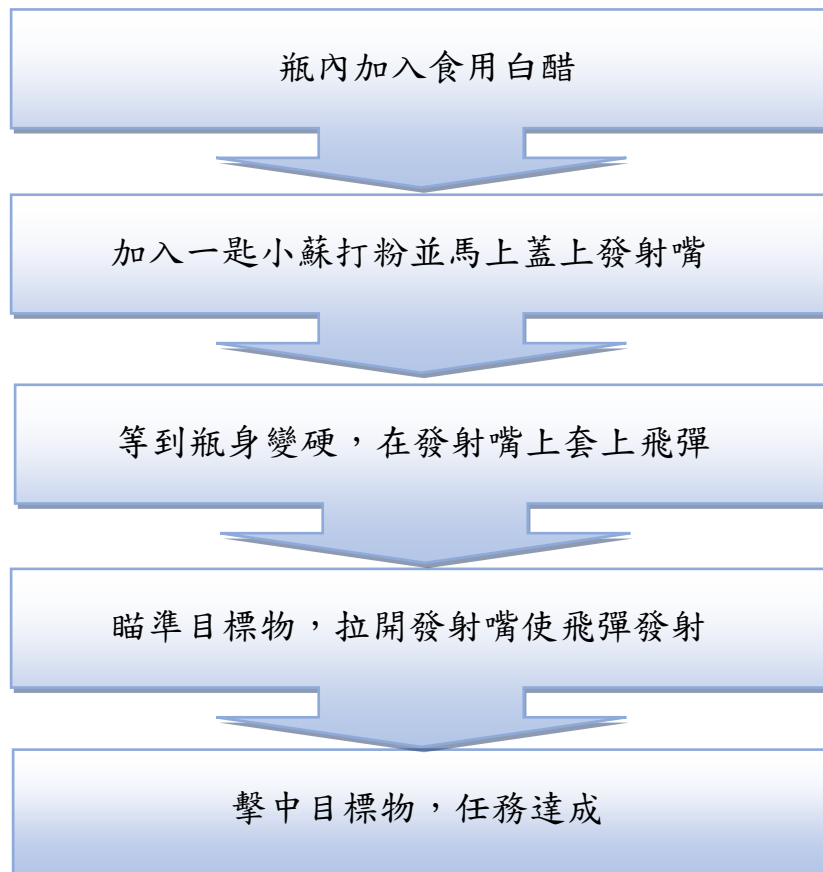 瓶內加入食用白醋
加入一匙小蘇打粉並馬上蓋上發射嘴
等到瓶身變硬，在發射嘴上套上飛彈
瞄準目標物，拉開發射嘴使飛彈發射
擊中目標物，任務達成